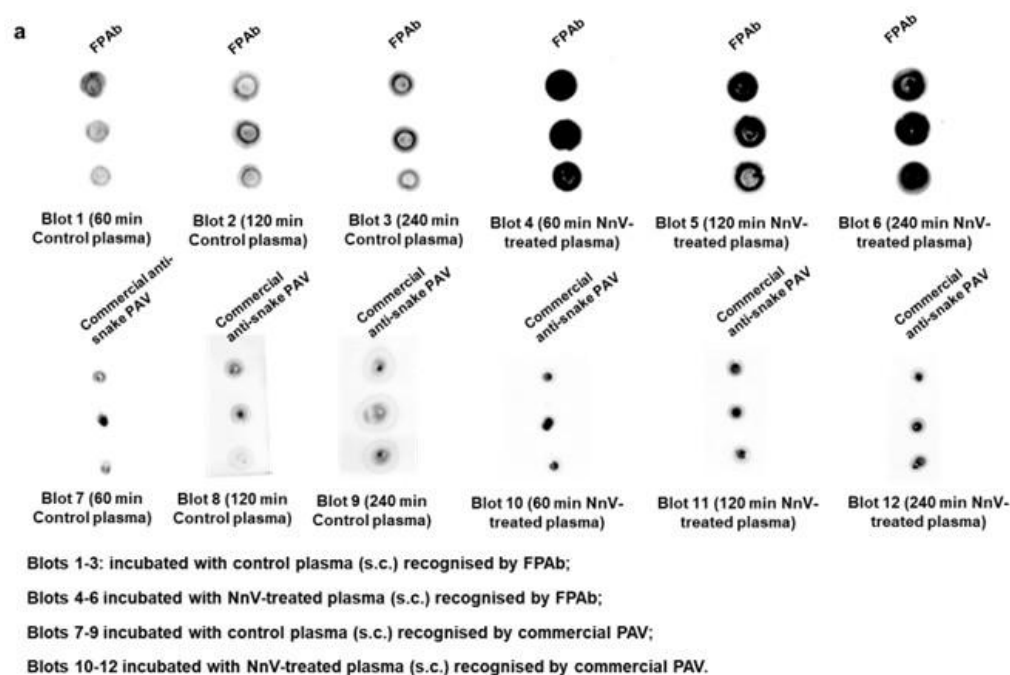 a
FPAb
FPAb
FPAb
FPAb
FPAb
FPAb
Blot 1 (60 min
Control plasma)
Blot 2 (120 min
Control plasma)
Blot 3 (240 min
Control plasma)
Blot 4 (60 min NnV-
treated plasma)
Blot 5 (120 min NnV-
treated plasma)
Blot 6 (240 min NnV-
treated plasma)
Commercial anti-
snake PAV
Commercial
anti-snake PAV
Commercial
anti-snake PAV
Commercial
anti-snake PAV
Commercial
anti-snake PAV
Commercial
anti-snake PAV
Blot 7 (60 min
Control plasma)
Blot 8 (120 min
Control plasma)
Blot 9 (240 min
Control plasma)
Blot 10 (60 min NnV-
treated plasma)
Blot 11 (120 min NnV-
treated plasma)
Blot 12 (240 min NnV-
treated plasma)
Blots 1-3: incubated with control plasma (s.c.) recognised by FPAb;
Blots 4-6 incubated with NnV-treated plasma (s.c.) recognised by FPAb;
Blots 7-9 incubated with control plasma (s.c.) recognised by commercial PAV;
Blots 10-12 incubated with NnV-treated plasma (s.c.) recognised by commercial PAV.